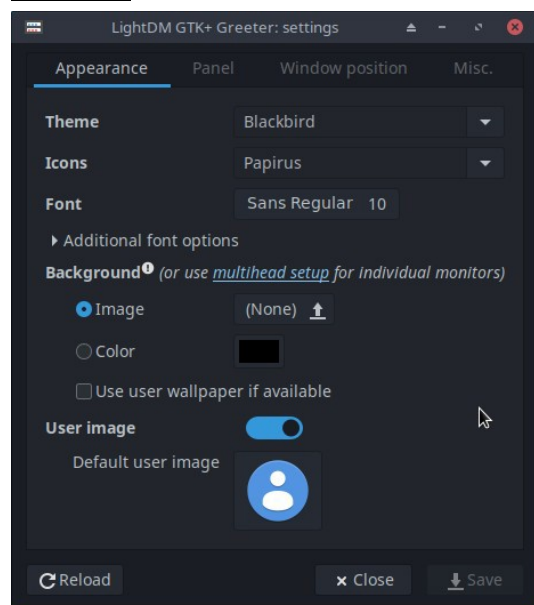 LightDM GTK+ Greeter: settings
Appearance Panel Window position Misc.
Theme Blackbird
Icons Papirus
Font Sans Regular 10
Additional font options
Background (or use multihead setup for individual monitors)
Image (None)
Color
Use user wallpaper if available
User image
Default user image
Reload Close Save